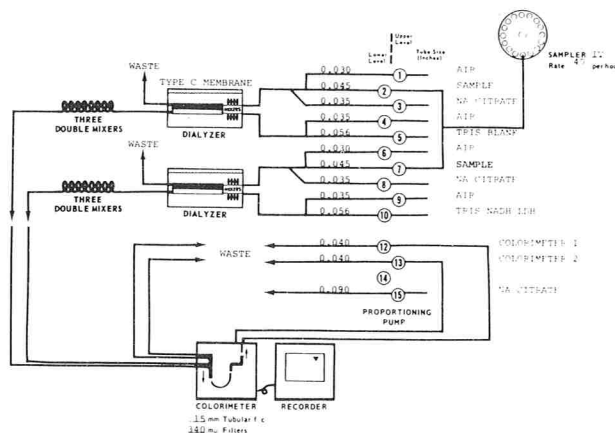 Upper Level
Lower Level
Tube Size (Inches)
SAMPLER IV
Rate per hour
WASTE
TYPE C MEMBRANE
DIALYZER
THREE DOUBLE MIXERS
0.030 1 AIR
0.045 2 SAMPLE
0.035 3 NA CITRATE
0.035 4 AIR
0.056 5 TRIS BLANK
WASTE
DIALYZER
THREE DOUBLE MIXERS
0.030 6 AIR
0.045 7 SAMPLE
0.035 8 NA CITRATE
0.035 9 AIR
0.056 10 TRIS NADH LDH
WASTE
0.040 12 COLORIMETER 1
0.040 13 COLORIMETER 2
14
0.090 15 NA CITRATE
PROPORTIONING PUMP
COLORIMETER
RECORDER
15 mm Tubular f c
340 mu Filters